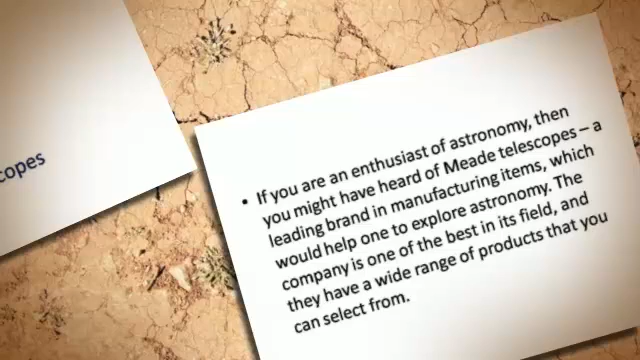 copes
• If you are an enthusiast of astronomy, then
you might have heard of Meade telescopes – a
leading brand in manufacturing items, which
would help one to explore astronomy. The
company is one of the best in its field, and
they have a wide range of products that you
can select from.